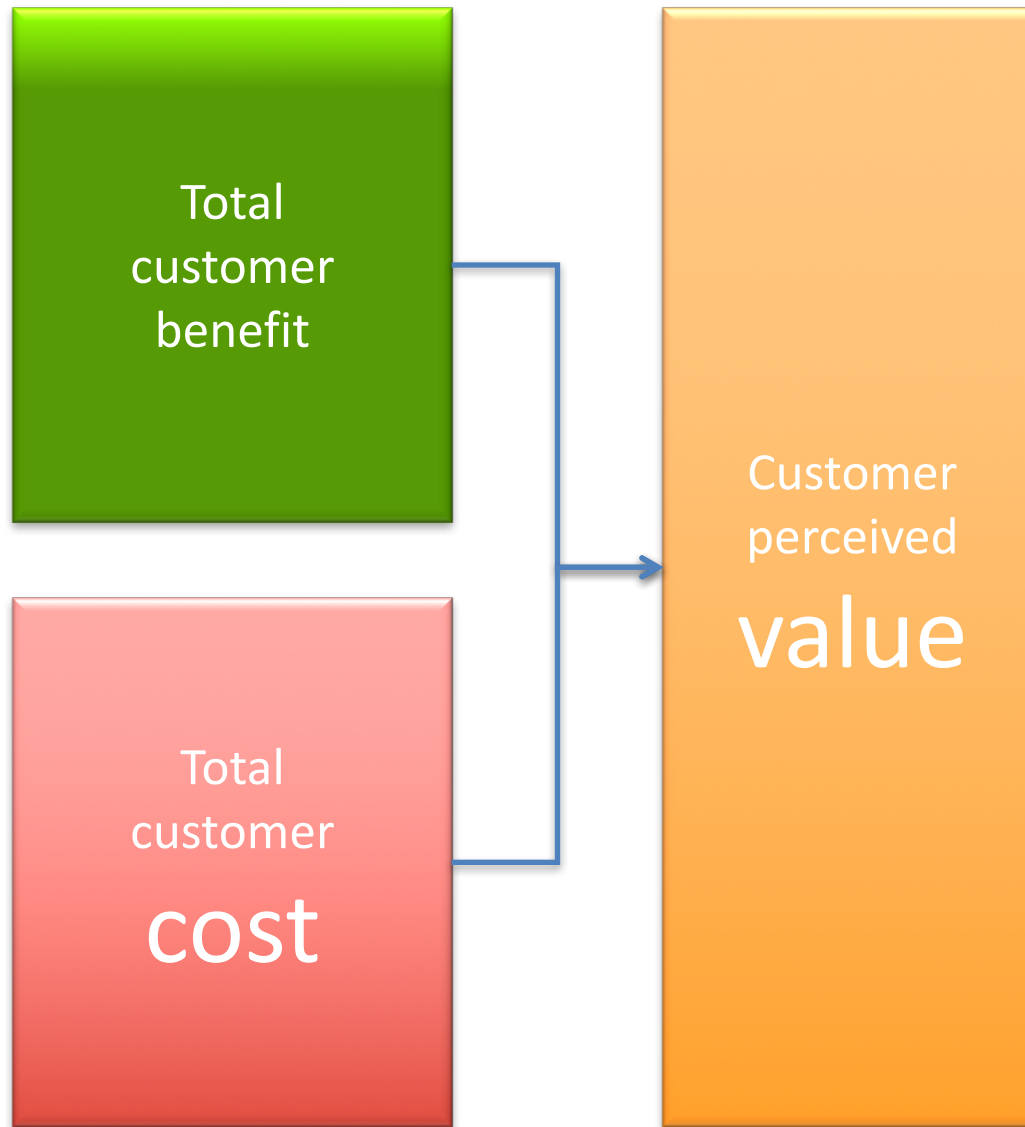 Total
customer
benefit
Total
customer
cost
Customer
perceived
value